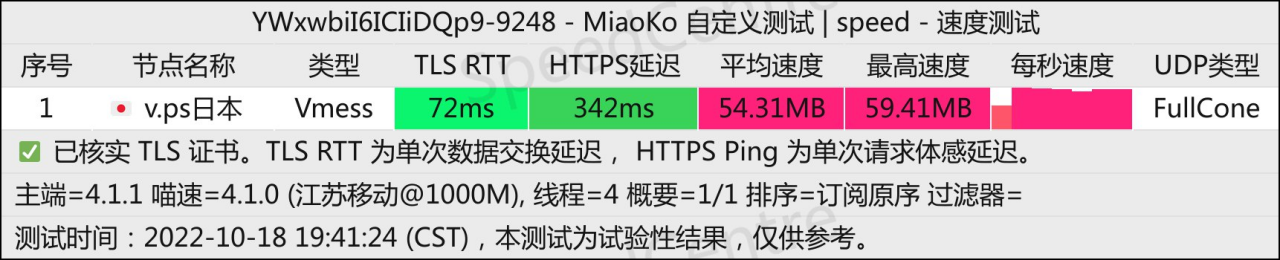 YWxwbiI6ICIiDQp9-9248 - MiaoKo 自定义测试 | speed - 速度测试
序号 节点名称 类型 TLS RTT HTTPS延迟 平均速度 最高速度 每秒速度 UDP类型
1 🇯🇵 v.ps日本 Vmess 72ms 342ms 54.31MB 59.41MB FullCone
✅ 已核实 TLS 证书。TLS RTT 为单次数据交换延迟， HTTPS Ping 为单次请求体感延迟。
主端=4.1.1 喵速=4.1.0 (江苏移动@1000M), 线程=4 概要=1/1 排序=订阅原序 过滤器=
测试时间：2022-10-18 19:41:24 (CST)，本测试为试验性结果，仅供参考。